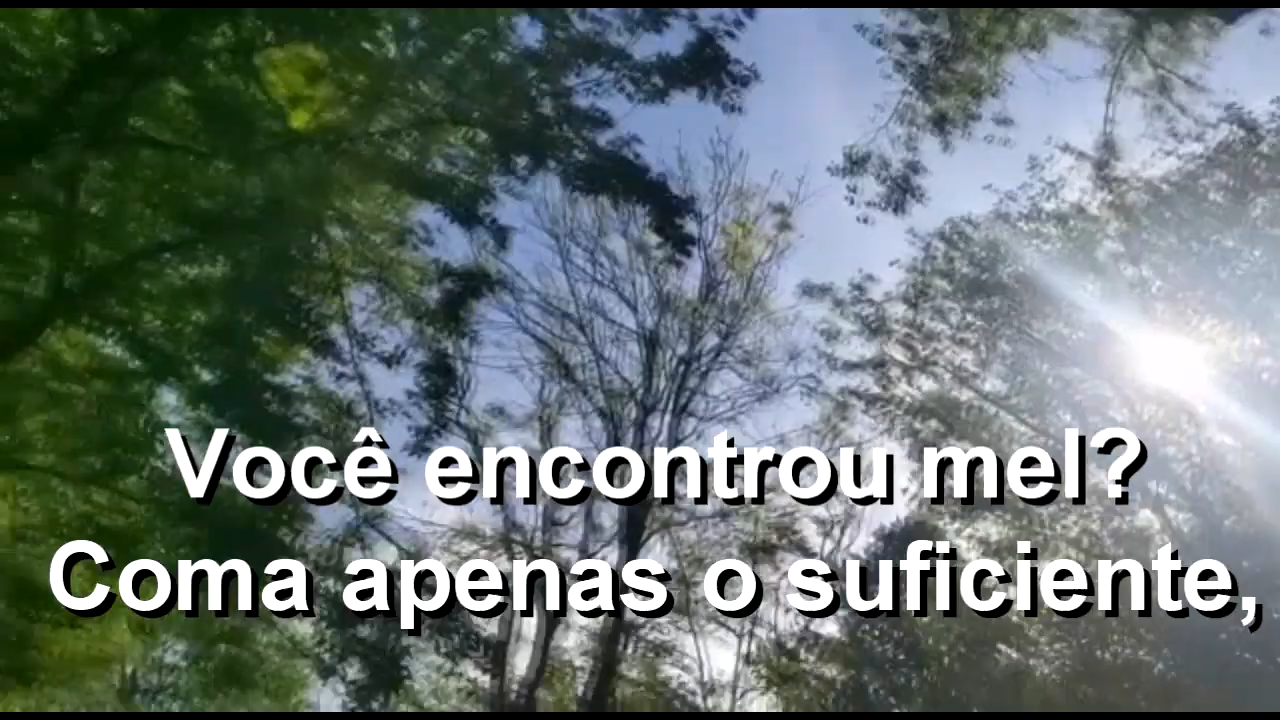 Você encontrou mel?
Coma apenas o suficiente,